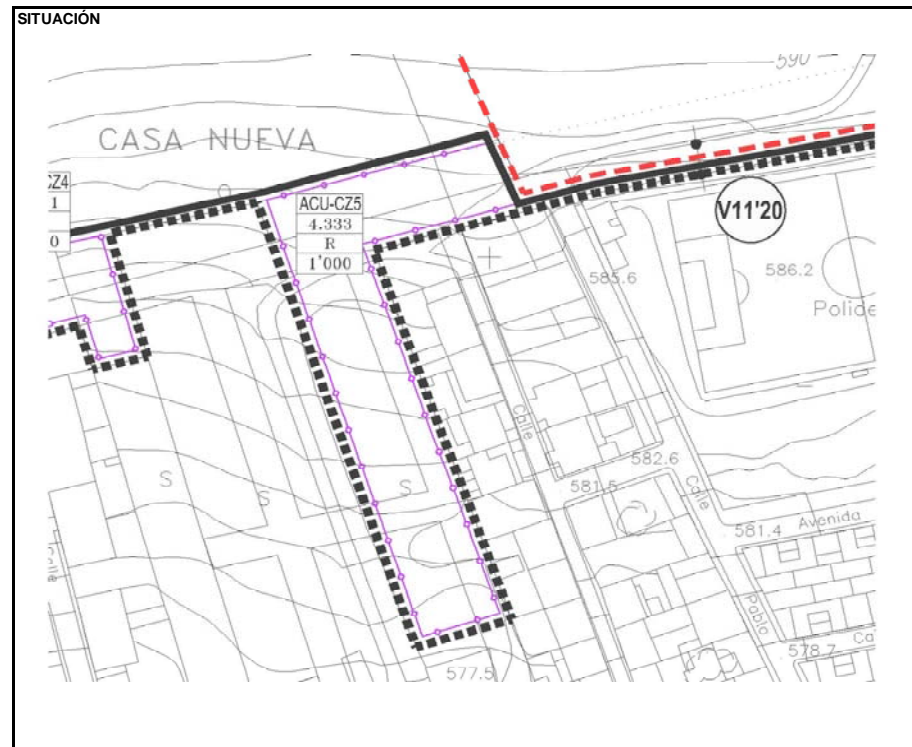 SITUACIÓN
590
CASA NUEVA
CZ4
1
0
ACU-CZ5
4.333
R
1'000
V11'20
585.6
586.2
Polide
Calle
582.6
581.5
S
S
S
Calle
581.4
Avenida
Pablo
Ca
578.7
577.5